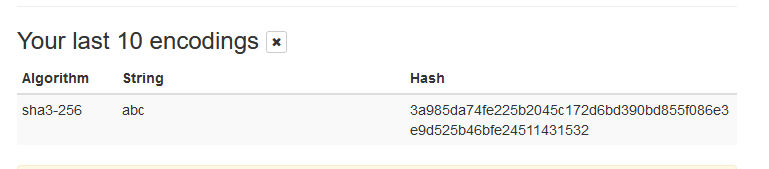 Your last 10 encodings ✖
Algorithm String Hash
sha3-256 abc 3a985da74fe225b2045c172d6bd390bd855f086e3
e9d525b46bfe24511431532